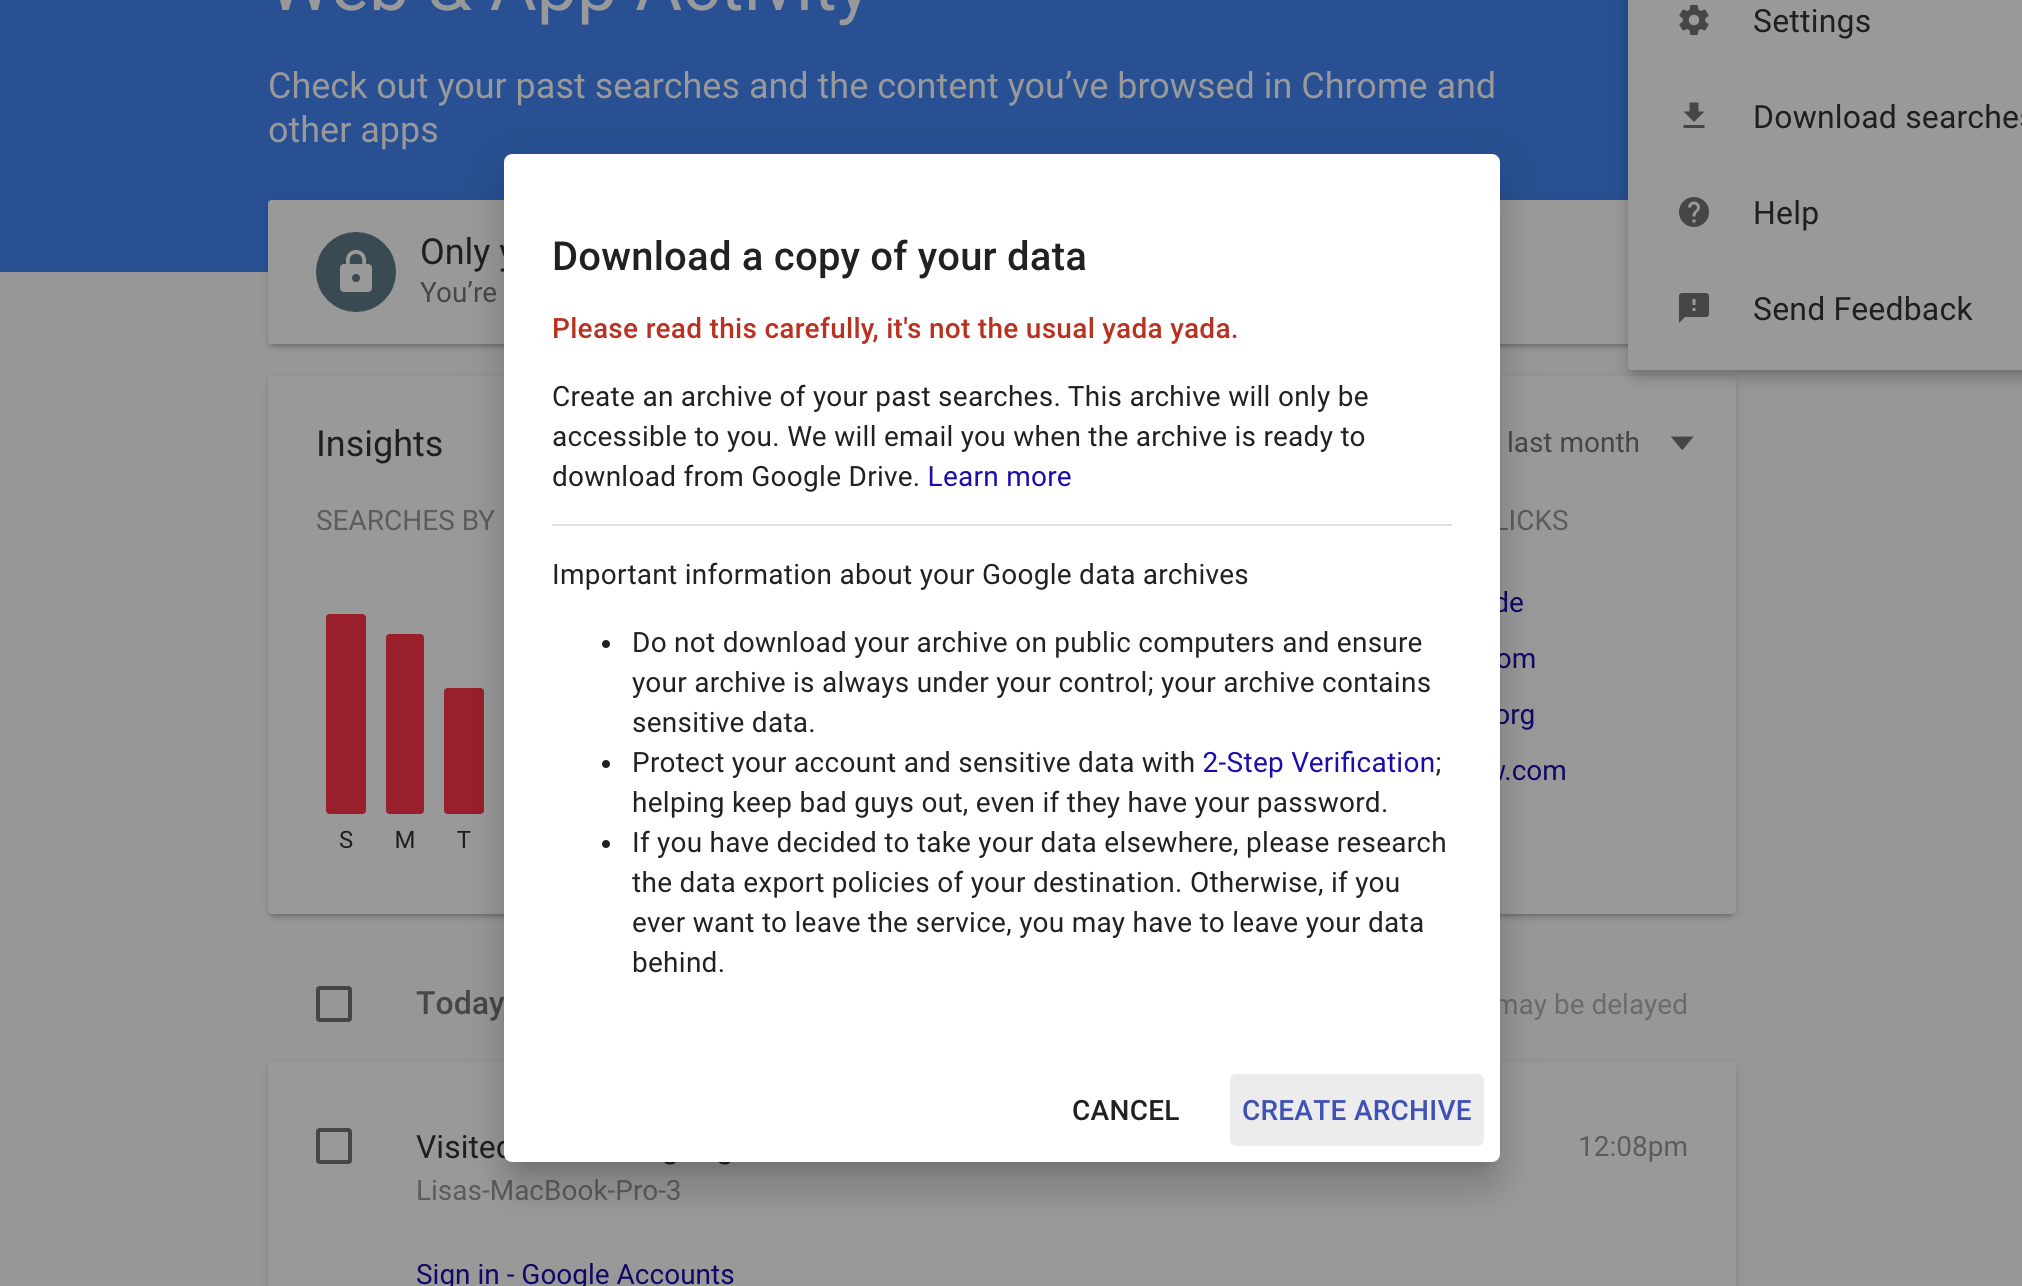 Web & App Activity
Check out your past searches and the content you’ve browsed in Chrome and
other apps
Settings
Download searches
Help
Send Feedback
Only
You’re
Insights
last month
SEARCHES BY
S
M
T
Download a copy of your data
Please read this carefully, it's not the usual yada yada.
Create an archive of your past searches. This archive will only be
accessible to you. We will email you when the archive is ready to
download from Google Drive. Learn more
Important information about your Google data archives
• Do not download your archive on public computers and ensure
your archive is always under your control; your archive contains
sensitive data.
• Protect your account and sensitive data with 2-Step Verification;
helping keep bad guys out, even if they have your password.
• If you have decided to take your data elsewhere, please research
the data export policies of your destination. Otherwise, if you
ever want to leave the service, you may have to leave your data
behind.
CANCEL
CREATE ARCHIVE
Today
may be delayed
Visited
12:08pm
Lisas-MacBook-Pro-3
Sign in - Google Accounts